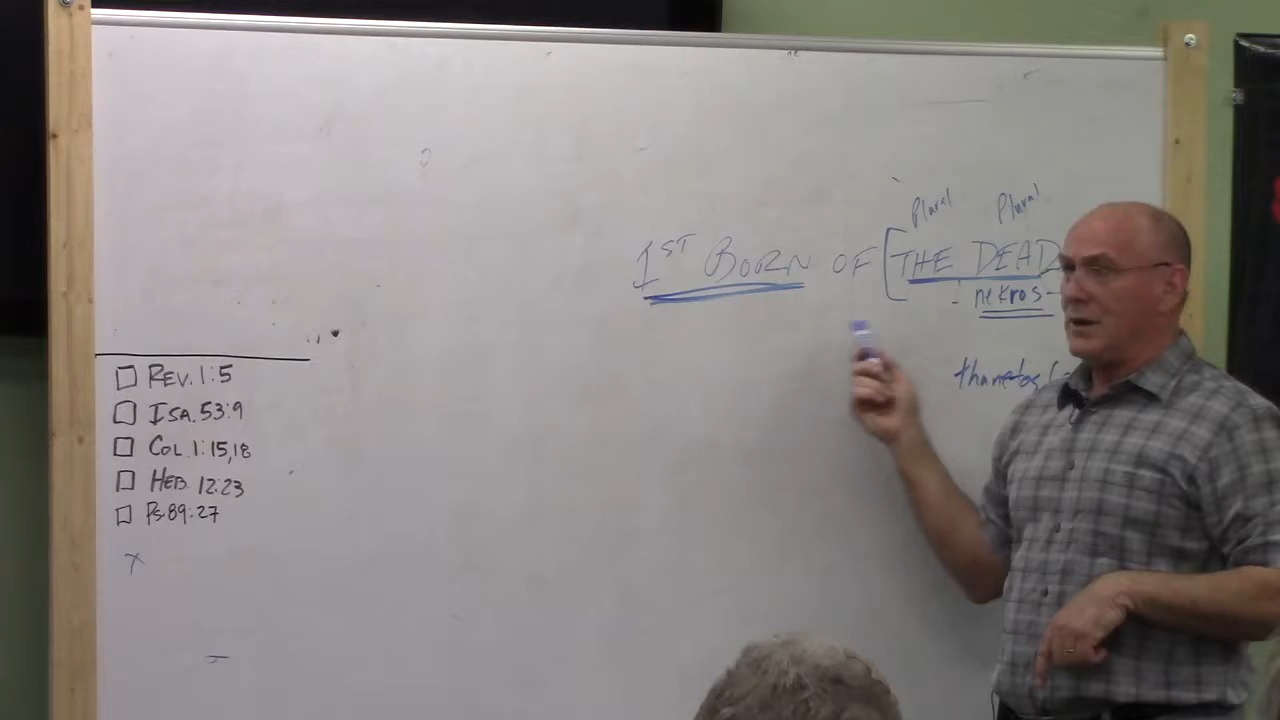 Plural Plural
1ST BORN OF [THE DEAD
- nekros -
thanatos (
REV. 1:5
ISA. 53:9
COL. 1:15,18
HEB. 12:23
Ps. 89:27